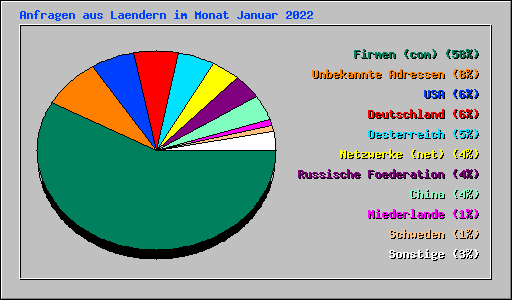 Anfragen aus Laendern im Monat Januar 2022
Firmen (com) (58%)
Unbekannte Adressen (8%)
USA (6%)
Deutschland (6%)
Oesterreich (5%)
Netzwerke (net) (4%)
Russische Foederation (4%)
China (4%)
Niederlande (1%)
Schweden (1%)
Sonstige (3%)